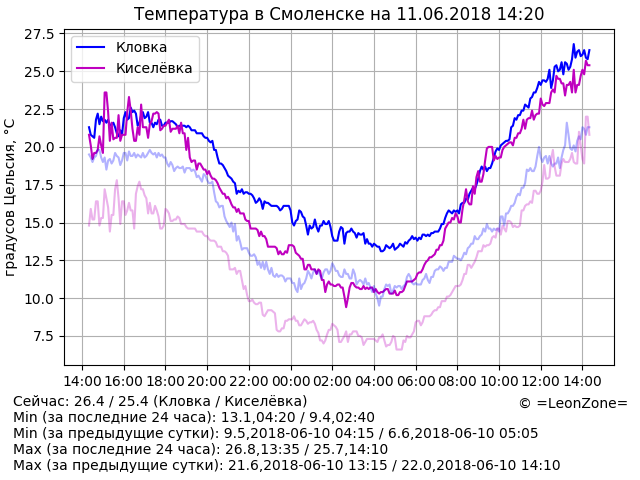 Температура в Смоленске на 11.06.2018 14:20
27.5
25.0
22.5
20.0
17.5
15.0
12.5
10.0
7.5
градусов Цельсия, °C
Кловка
Киселёвка
14:00 16:00 18:00 20:00 22:00 00:00 02:00 04:00 06:00 08:00 10:00 12:00 14:00
Сейчас: 26.4 / 25.4 (Кловка / Киселёвка)
© =LeonZone=
Min (за последние 24 часа): 13.1,04:20 / 9.4,02:40
Min (за предыдущие сутки): 9.5,2018-06-10 04:15 / 6.6,2018-06-10 05:05
Max (за последние 24 часа): 26.8,13:35 / 25.7,14:10
Max (за предыдущие сутки): 21.6,2018-06-10 13:15 / 22.0,2018-06-10 14:10